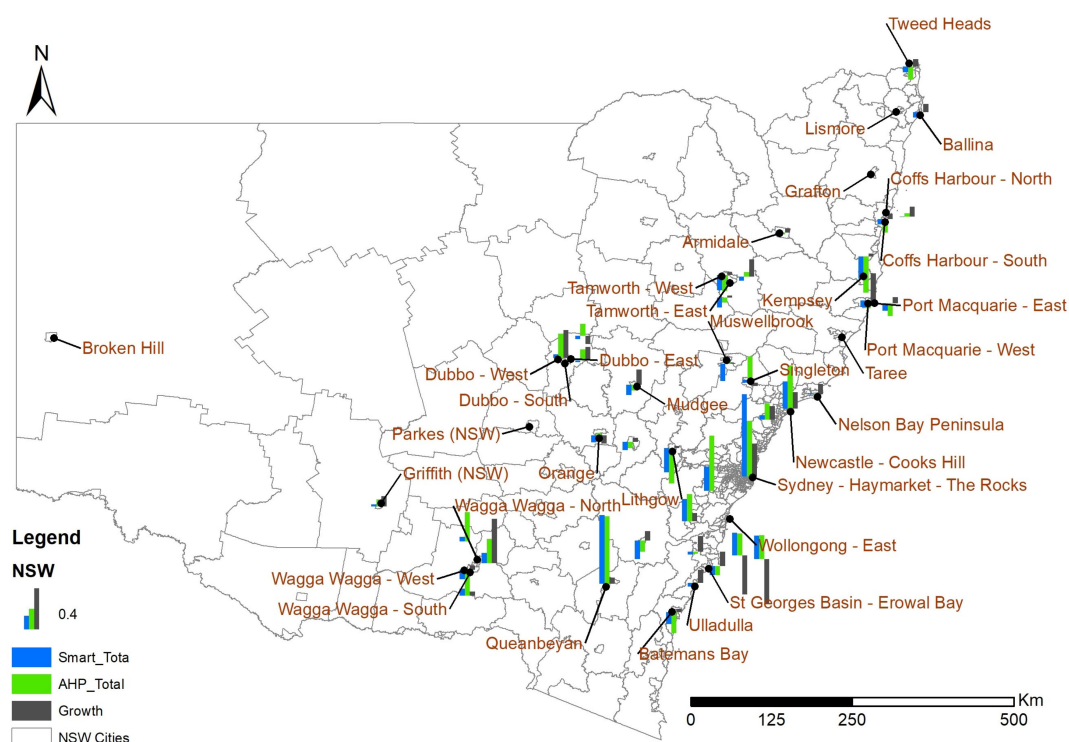 Tweed Heads
N
Lismore
Ballina
Grafton
Coffs Harbour - North
Armidale
Coffs Harbour - South
Tamworth - West
Kempsey
Port Macquarie - East
Tamworth - East
Muswellbrook
Broken Hill
Port Macquarie - West
Dubbo - East
Singleton
Taree
Dubbo - West
Dubbo - South
Mudgee
Nelson Bay Peninsula
Parkes (NSW)
Newcastle - Cooks Hill
Griffith (NSW)
Orange
Sydney - Haymarket - The Rocks
Lithgow
Wagga Wagga - North
Wollongong - East
Wagga Wagga - West
St Georges Basin - Erowal Bay
Wagga Wagga - South
Ulladulla
Queanbeyan
Batemans Bay
Legend
NSW
0.4
Smart_Tota
AHP_Total
Growth
NSW Cities
Km
0 125 250 500